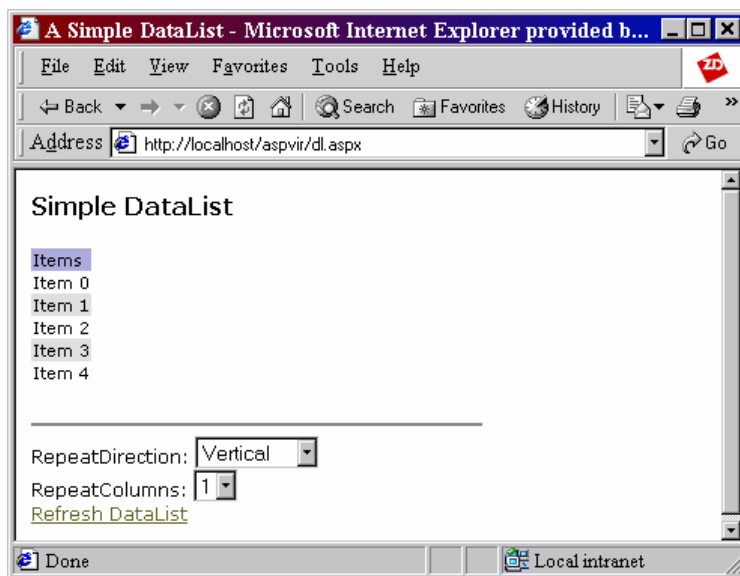 A Simple DataList - Microsoft Internet Explorer provided b...
File Edit View Favorites Tools Help
ZD
Back Search Favorites History »
Address http://localhost/aspvir/dl.aspx Go
Simple DataList
Items
Item 0
Item 1
Item 2
Item 3
Item 4
RepeatDirection: Vertical
RepeatColumns: 1
Refresh DataList
Done Local intranet